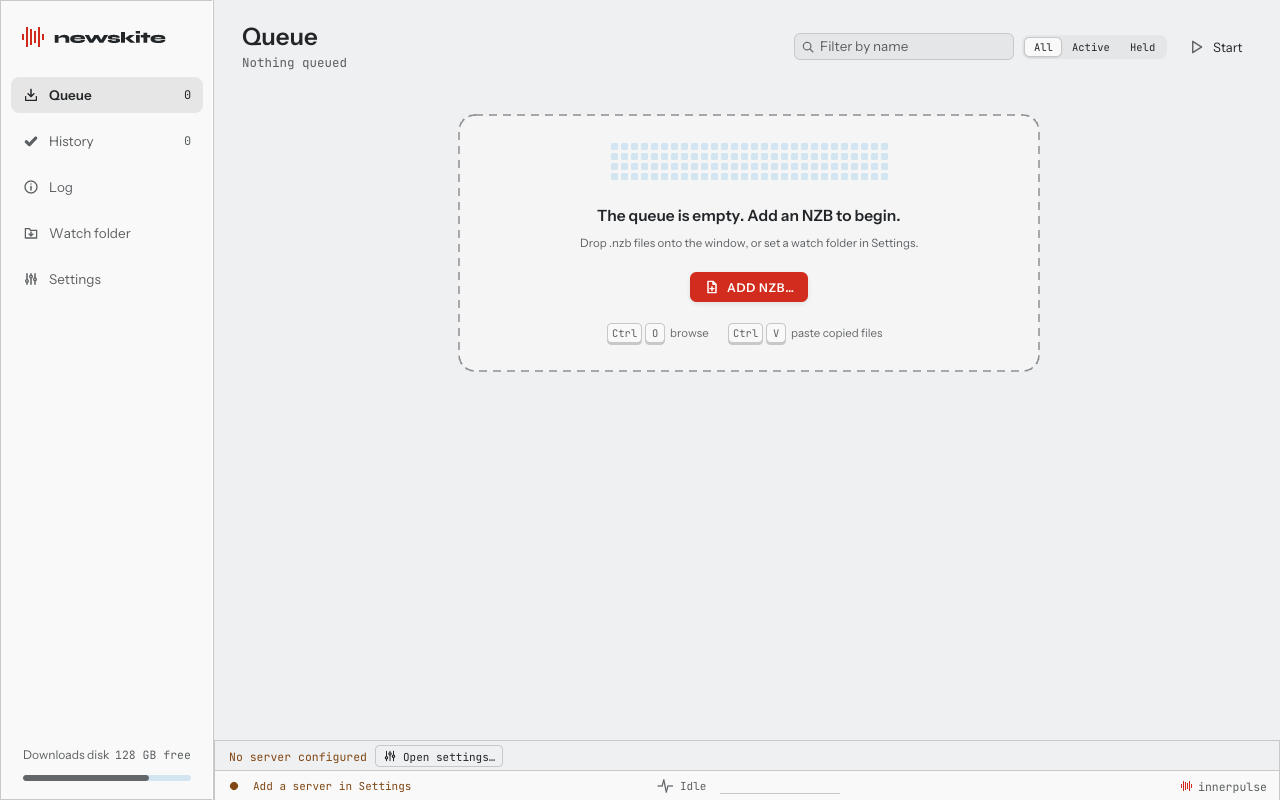 newskite
Queue 0
History 0
Log
Watch folder
Settings
Downloads disk 128 GB free
Queue
Nothing queued
Filter by name
All Active Held
Start
The queue is empty. Add an NZB to begin.
Drop .nzb files onto the window, or set a watch folder in Settings.
ADD NZB…
Ctrl O browse Ctrl V paste copied files
No server configured Open settings…
Add a server in Settings Idle innerpulse